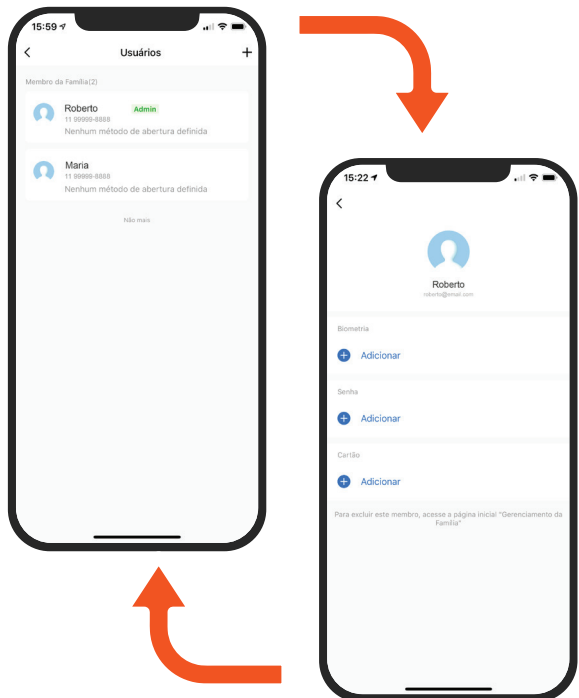 15:59
Usuários
+
Membro da Família(2)
Roberto Admin
11 99999-8888
Nenhum método de abertura definida
Maria
11 99999-8888
Nenhum método de abertura definida
Não mais
15:22
Roberto
roberto@email.com
Biometria
Adicionar
Senha
Adicionar
Cartão
Adicionar
Para excluir este membro, acesse a página inicial "Gerenciamento da
Família"